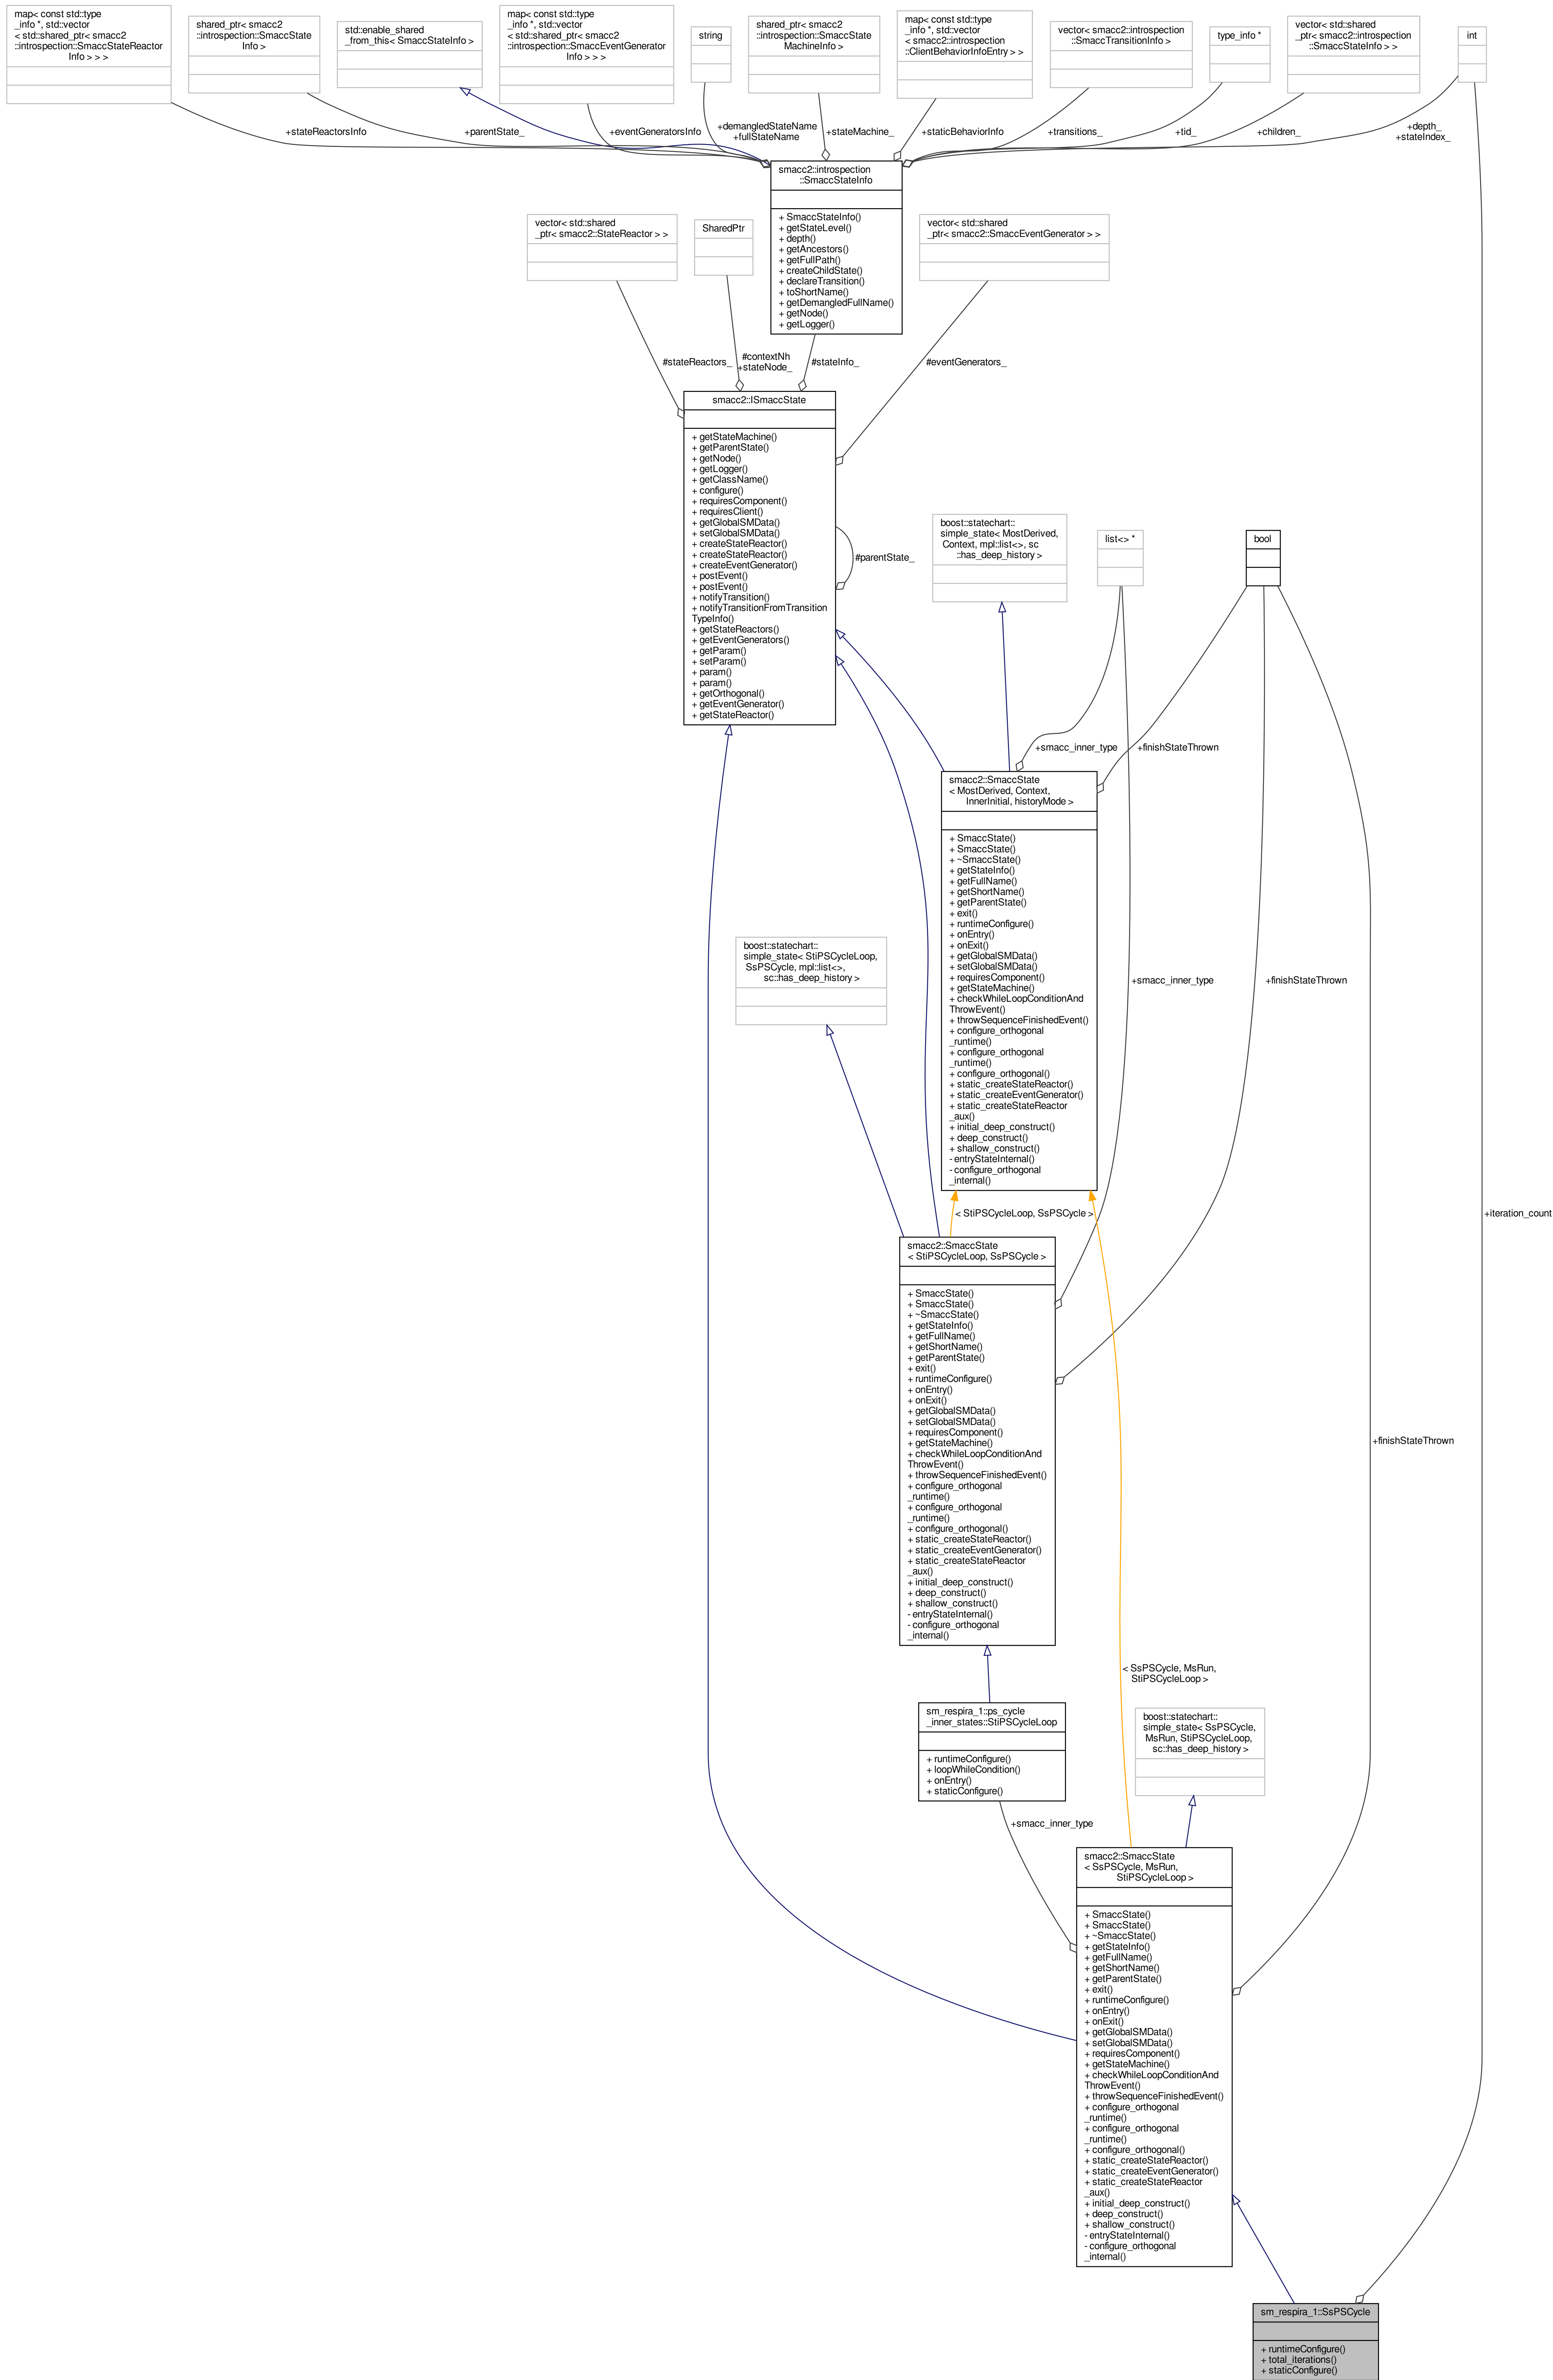 map< const std::type
_info *, std::vector
< std::shared_ptr< smacc2
::introspection::SmaccStateReactor
Info > > >
shared_ptr< smacc2
::introspection::SmaccState
Info >
std::enable_shared
_from_this< SmaccStateInfo >
map< const std::type
_info *, std::vector
< std::shared_ptr< smacc2
::introspection::SmaccEventGenerator
Info > > >
string
shared_ptr< smacc2
::introspection::SmaccState
MachineInfo >
map< const std::type
_info *, std::vector
< smacc2::introspection
::ClientBehaviorInfoEntry > >
vector< smacc2::introspection
::SmaccTransitionInfo >
type_info *
vector< std::shared
_ptr< smacc2::introspection
::SmaccStateInfo > >
int
+stateReactorsInfo
+parentState_
+eventGeneratorsInfo
+demangledStateName
+fullStateName
+stateMachine_
+staticBehaviorInfo
+transitions_
+tid_
+children_
+depth_
+stateIndex_
smacc2::introspection
::SmaccStateInfo
+ SmaccStateInfo()
+ getStateLevel()
+ depth()
+ getAncestors()
+ getFullPath()
+ createChildState()
+ declareTransition()
+ toShortName()
+ getDemangledFullName()
+ getNode()
+ getLogger()
vector< std::shared
_ptr< smacc2::StateReactor > >
SharedPtr
vector< std::shared
_ptr< smacc2::SmaccEventGenerator > >
#stateReactors_
#contextNh
+stateNode_
#stateInfo_
#eventGenerators_
smacc2::ISmaccState
+ getStateMachine()
+ getParentState()
+ getNode()
+ getLogger()
+ getClassName()
+ configure()
+ requiresComponent()
+ requiresClient()
+ getGlobalSMData()
+ setGlobalSMData()
+ createStateReactor()
+ createStateReactor()
+ createEventGenerator()
+ postEvent()
+ postEvent()
+ notifyTransition()
+ notifyTransitionFromTransition
TypeInfo()
+ getStateReactors()
+ getEventGenerators()
+ getParam()
+ setParam()
+ param()
+ param()
+ getOrthogonal()
+ getEventGenerator()
+ getStateReactor()
#parentState_
boost::statechart::
simple_state< MostDerived,
Context, mpl::list<>, sc
::has_deep_history >
list<> *
bool
+smacc_inner_type
+finishStateThrown
smacc2::SmaccState
< MostDerived, Context,
InnerInitial, historyMode >
+ SmaccState()
+ SmaccState()
+ ~SmaccState()
+ getStateInfo()
+ getFullName()
+ getShortName()
+ getParentState()
+ exit()
+ runtimeConfigure()
+ onEntry()
+ onExit()
+ getGlobalSMData()
+ setGlobalSMData()
+ requiresComponent()
+ getStateMachine()
+ checkWhileLoopConditionAnd
ThrowEvent()
+ throwSequenceFinishedEvent()
+ configure_orthogonal
_runtime()
+ configure_orthogonal
_runtime()
+ configure_orthogonal()
+ static_createStateReactor()
+ static_createEventGenerator()
+ static_createStateReactor
_aux()
+ initial_deep_construct()
+ deep_construct()
+ shallow_construct()
- entryStateInternal()
- configure_orthogonal
_internal()
boost::statechart::
simple_state< StiPSCycleLoop,
SsPSCycle, mpl::list<>,
sc::has_deep_history >
+smacc_inner_type
+finishStateThrown
< StiPSCycleLoop, SsPSCycle >
+iteration_count
smacc2::SmaccState
< StiPSCycleLoop, SsPSCycle >
+ SmaccState()
+ SmaccState()
+ ~SmaccState()
+ getStateInfo()
+ getFullName()
+ getShortName()
+ getParentState()
+ exit()
+ runtimeConfigure()
+ onEntry()
+ onExit()
+ getGlobalSMData()
+ setGlobalSMData()
+ requiresComponent()
+ getStateMachine()
+ checkWhileLoopConditionAnd
ThrowEvent()
+ throwSequenceFinishedEvent()
+ configure_orthogonal
_runtime()
+ configure_orthogonal
_runtime()
+ configure_orthogonal()
+ static_createStateReactor()
+ static_createEventGenerator()
+ static_createStateReactor
_aux()
+ initial_deep_construct()
+ deep_construct()
+ shallow_construct()
- entryStateInternal()
- configure_orthogonal
_internal()
+finishStateThrown
< SsPSCycle, MsRun,
StiPSCycleLoop >
sm_respira_1::ps_cycle
_inner_states::StiPSCycleLoop
+ runtimeConfigure()
+ loopWhileCondition()
+ onEntry()
+ staticConfigure()
boost::statechart::
simple_state< SsPSCycle,
MsRun, StiPSCycleLoop,
sc::has_deep_history >
+smacc_inner_type
smacc2::SmaccState
< SsPSCycle, MsRun,
StiPSCycleLoop >
+ SmaccState()
+ SmaccState()
+ ~SmaccState()
+ getStateInfo()
+ getFullName()
+ getShortName()
+ getParentState()
+ exit()
+ runtimeConfigure()
+ onEntry()
+ onExit()
+ getGlobalSMData()
+ setGlobalSMData()
+ requiresComponent()
+ getStateMachine()
+ checkWhileLoopConditionAnd
ThrowEvent()
+ throwSequenceFinishedEvent()
+ configure_orthogonal
_runtime()
+ configure_orthogonal
_runtime()
+ configure_orthogonal()
+ static_createStateReactor()
+ static_createEventGenerator()
+ static_createStateReactor
_aux()
+ initial_deep_construct()
+ deep_construct()
+ shallow_construct()
- entryStateInternal()
- configure_orthogonal
_internal()
sm_respira_1::SsPSCycle
+ runtimeConfigure()
+ total_iterations()
+ staticConfigure()